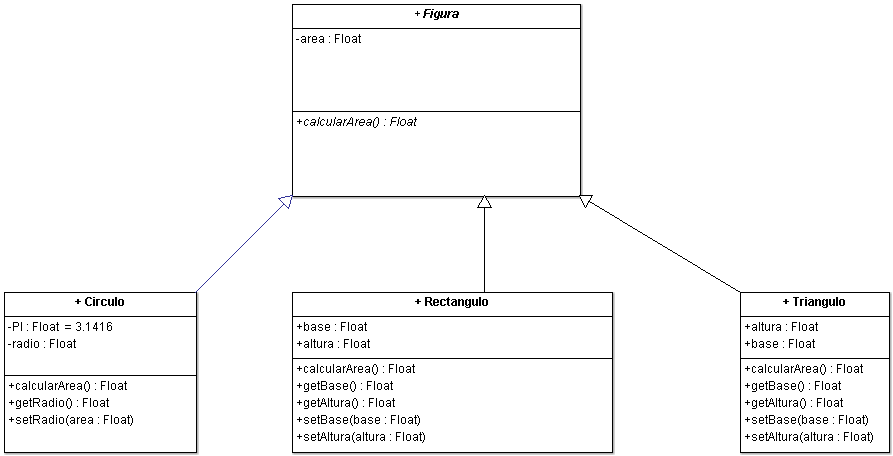 + Figura
-area : Float
+calcularArea() : Float
+ Circulo
-PI : Float = 3.1416
-radio : Float
+calcularArea() : Float
+getRadio() : Float
+setRadio(area : Float)
+ Rectangulo
+base : Float
+altura : Float
+calcularArea() : Float
+getBase() : Float
+getAltura() : Float
+setBase(base : Float)
+setAltura(altura : Float)
+ Triangulo
+altura : Float
+base : Float
+calcularArea() : Float
+getBase() : Float
+getAltura() : Float
+setBase(base : Float)
+setAltura(altura : Float)